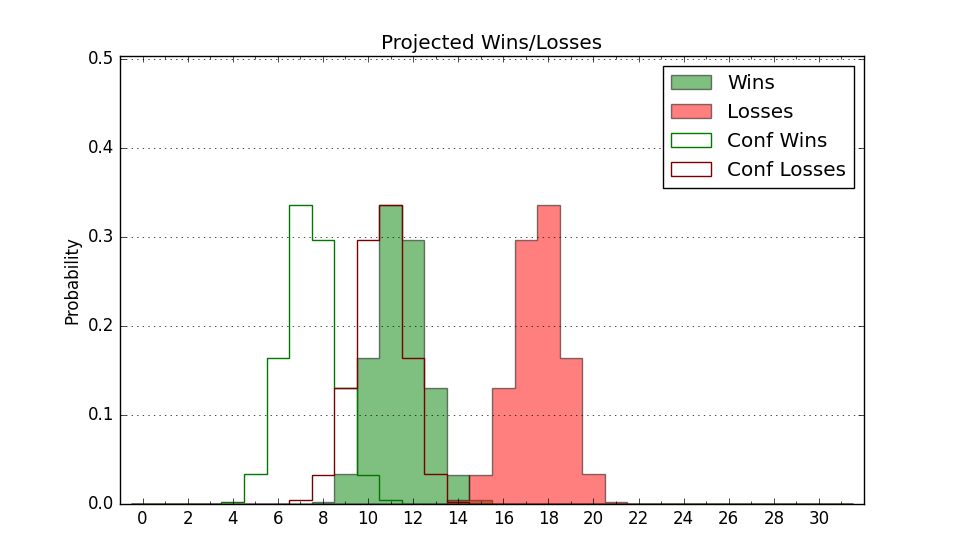 Projected Wins/Losses
0.5
0.4
0.3
0.2
0.1
0.0
Probability
Wins
Losses
Conf Wins
Conf Losses
0 2 4 6 8 10 12 14 16 18 20 22 24 26 28 30